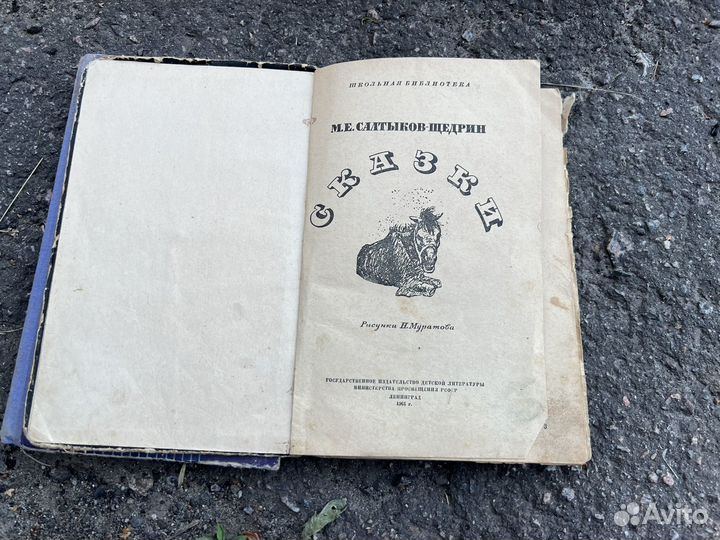 ШКОЛЬНАЯ БИБЛИОТЕКА
М.Е. САЛТЫКОВ-ЩЕДРИН
СКАЗКИ
Рисунки Н. Муратова
ГОСУДАРСТВЕННОЕ ИЗДАТЕЛЬСТВО ДЕТСКОЙ ЛИТЕРАТУРЫ
МИНИСТЕРСТВА ПРОСВЕЩЕНИЯ РСФСР
ЛЕНИНГРАД
Avito